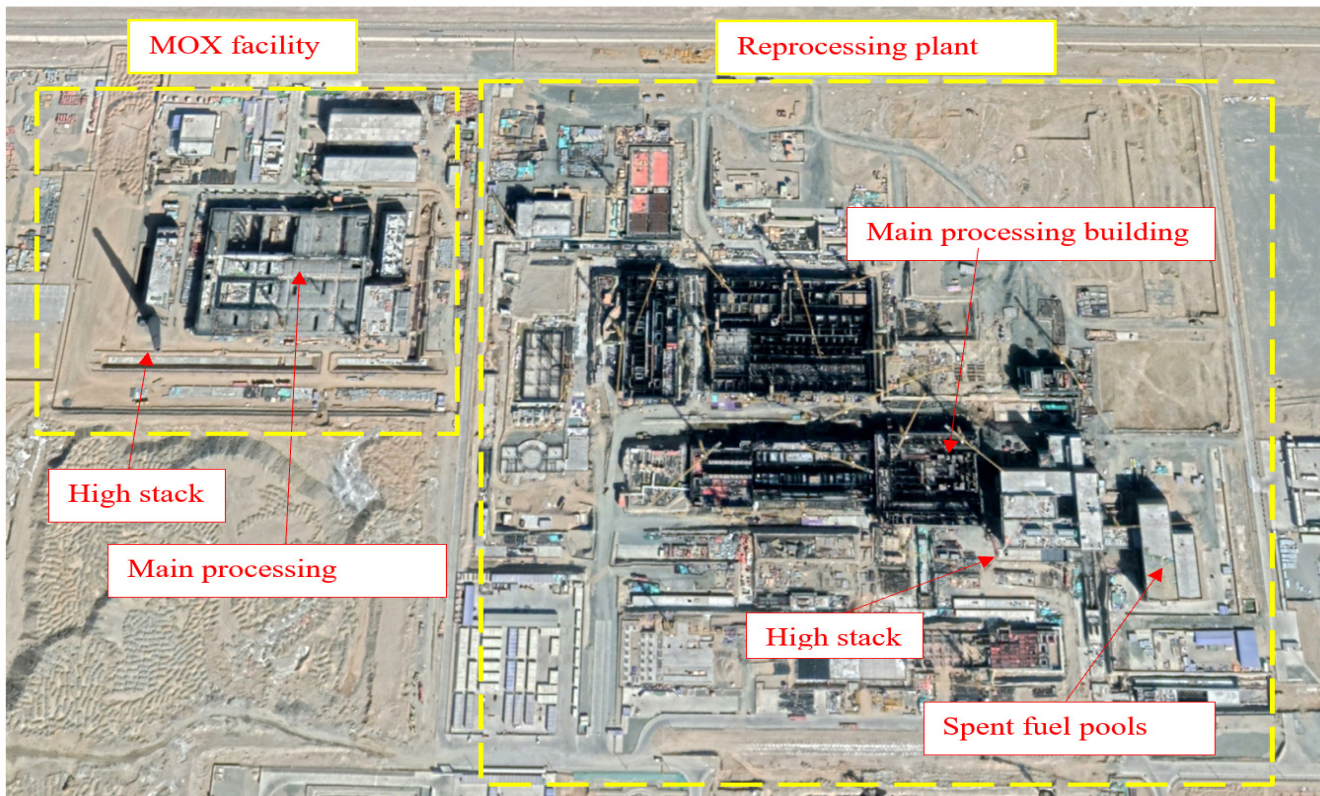 MOX facility
Reprocessing plant
Main processing building
High stack
Main processing
High stack
Spent fuel pools